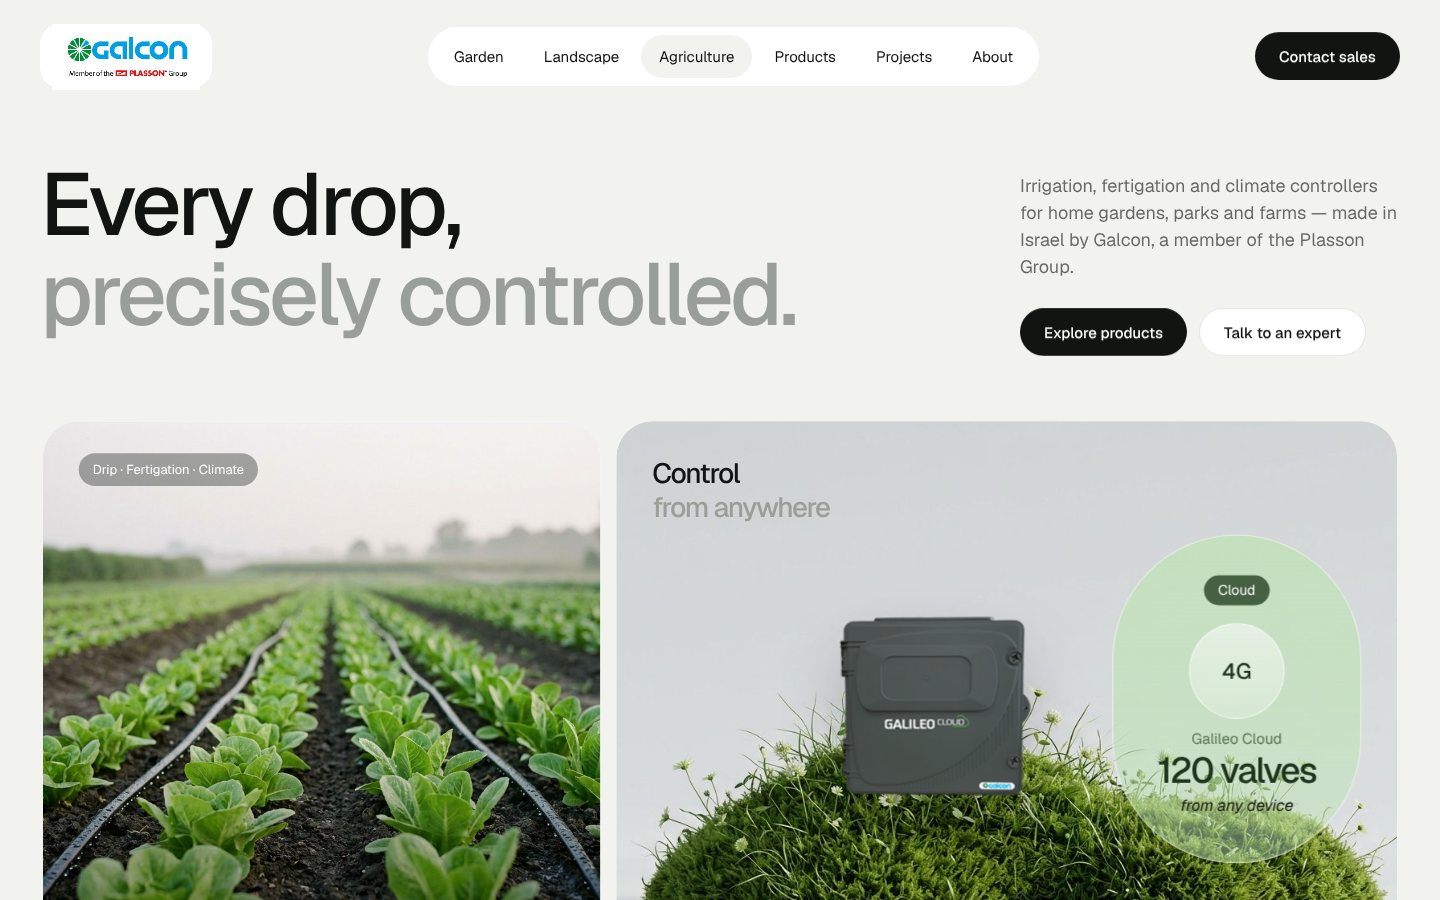 Galcon
Member of the PLASSON Group
Garden
Landscape
Agriculture
Products
Projects
About
Contact sales
Every drop,
precisely controlled.
Irrigation, fertigation and climate controllers
for home gardens, parks and farms — made in
Israel by Galcon, a member of the Plasson
Group.
Explore products
Talk to an expert
Drip · Fertigation · Climate
Control
from anywhere
GALILEO CLOUD
Galcon
Cloud
4G
Galileo Cloud
120 valves
from any device